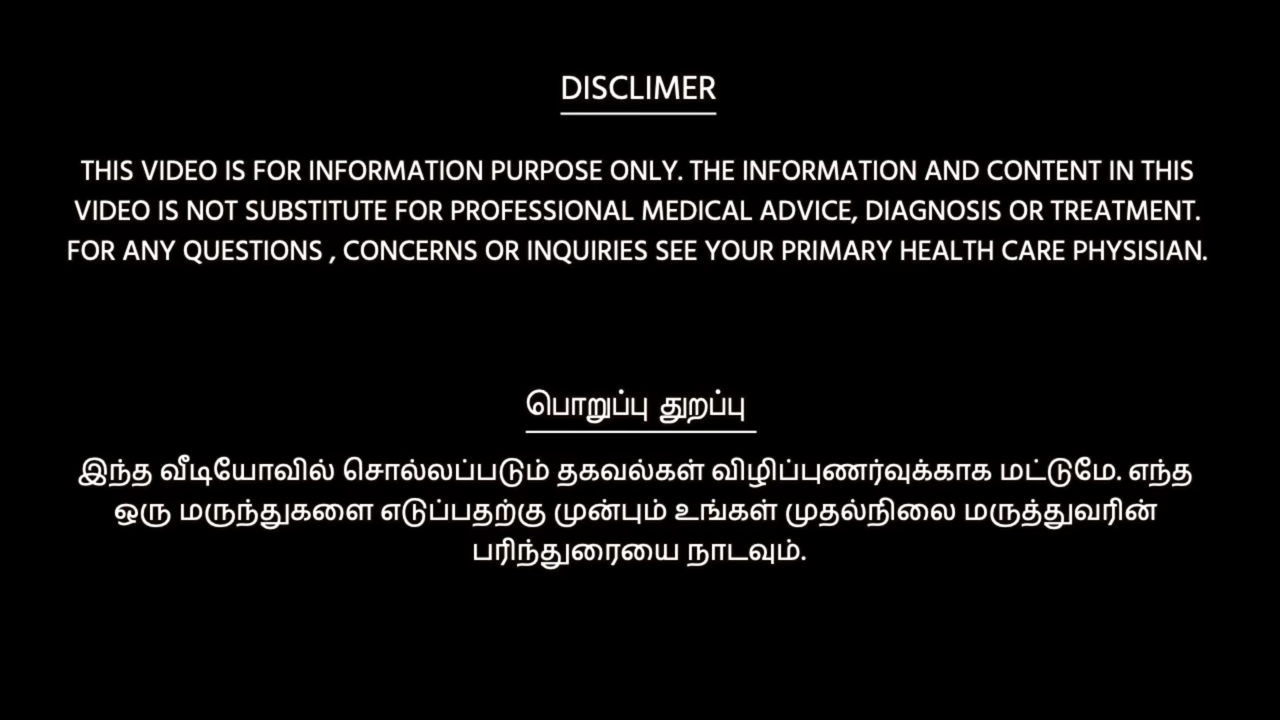 DISCLIMER
THIS VIDEO IS FOR INFORMATION PURPOSE ONLY. THE INFORMATION AND CONTENT IN THIS
VIDEO IS NOT SUBSTITUTE FOR PROFESSIONAL MEDICAL ADVICE, DIAGNOSIS OR TREATMENT.
FOR ANY QUESTIONS , CONCERNS OR INQUIRIES SEE YOUR PRIMARY HEALTH CARE PHYSISIAN.
பொறுப்பு துறப்பு
இந்த வீடியோவில் சொல்லப்படும் தகவல்கள் விழிப்புணர்வுக்காக மட்டுமே. எந்த
ஒரு மருந்துகளை எடுப்பதற்கு முன்பும் உங்கள் முதல்நிலை மருத்துவரின்
பரிந்துரையை நாடவும்.